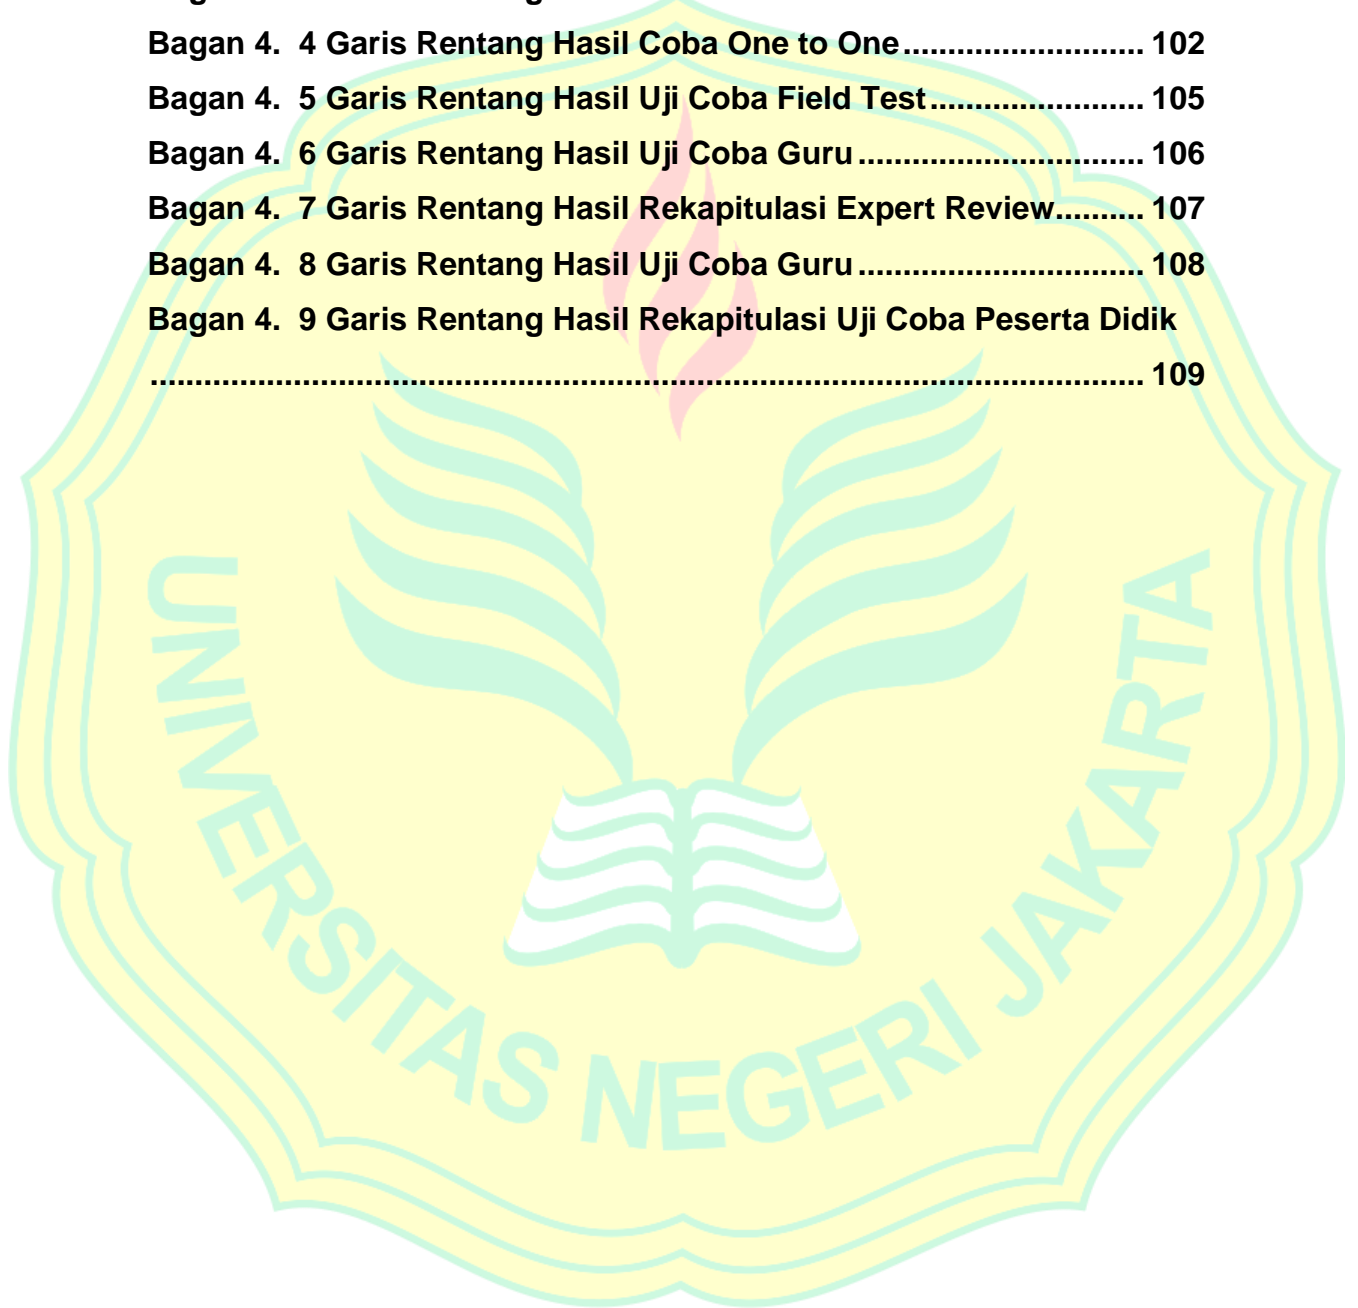 Bagan 4.  4 Garis Rentang Hasil Coba One to One........................... 102
Bagan 4.  5 Garis Rentang Hasil Uji Coba Field Test........................ 105
Bagan 4.  6 Garis Rentang Hasil Uji Coba Guru................................ 106
Bagan 4.  7 Garis Rentang Hasil Rekapitulasi Expert Review.......... 107
Bagan 4.  8 Garis Rentang Hasil Uji Coba Guru................................ 108
Bagan 4.  9 Garis Rentang Hasil Rekapitulasi Uji Coba Peserta Didik
................................................................................................................ 109
UNIVERSITAS NEGERI JAKARTA